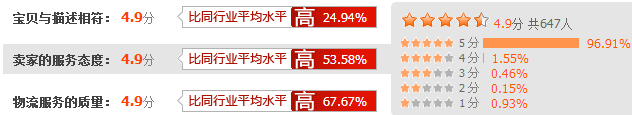 宝贝与描述相符： 4.9分 比同行业平均水平 高 24.94%
卖家的服务态度： 4.9分 比同行业平均水平 高 53.58%
物流服务的质量： 4.9分 比同行业平均水平 高 67.67%
4.9分 共647人
5分 96.91%
4分 1.55%
3分 0.46%
2分 0.15%
1分 0.93%